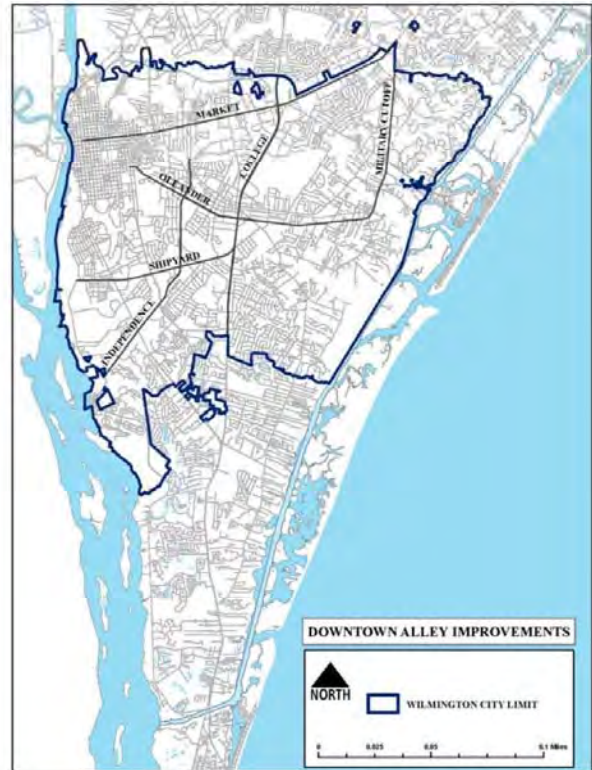 MARKET
COLLEGE
MILITARY CUTOFF
OLEANDER
SHIPYARD
INDEPENDENCE
DOWNTOWN ALLEY IMPROVEMENTS
NORTH
WILMINGTON CITY LIMIT
0 0.025 0.05 0.1 Miles